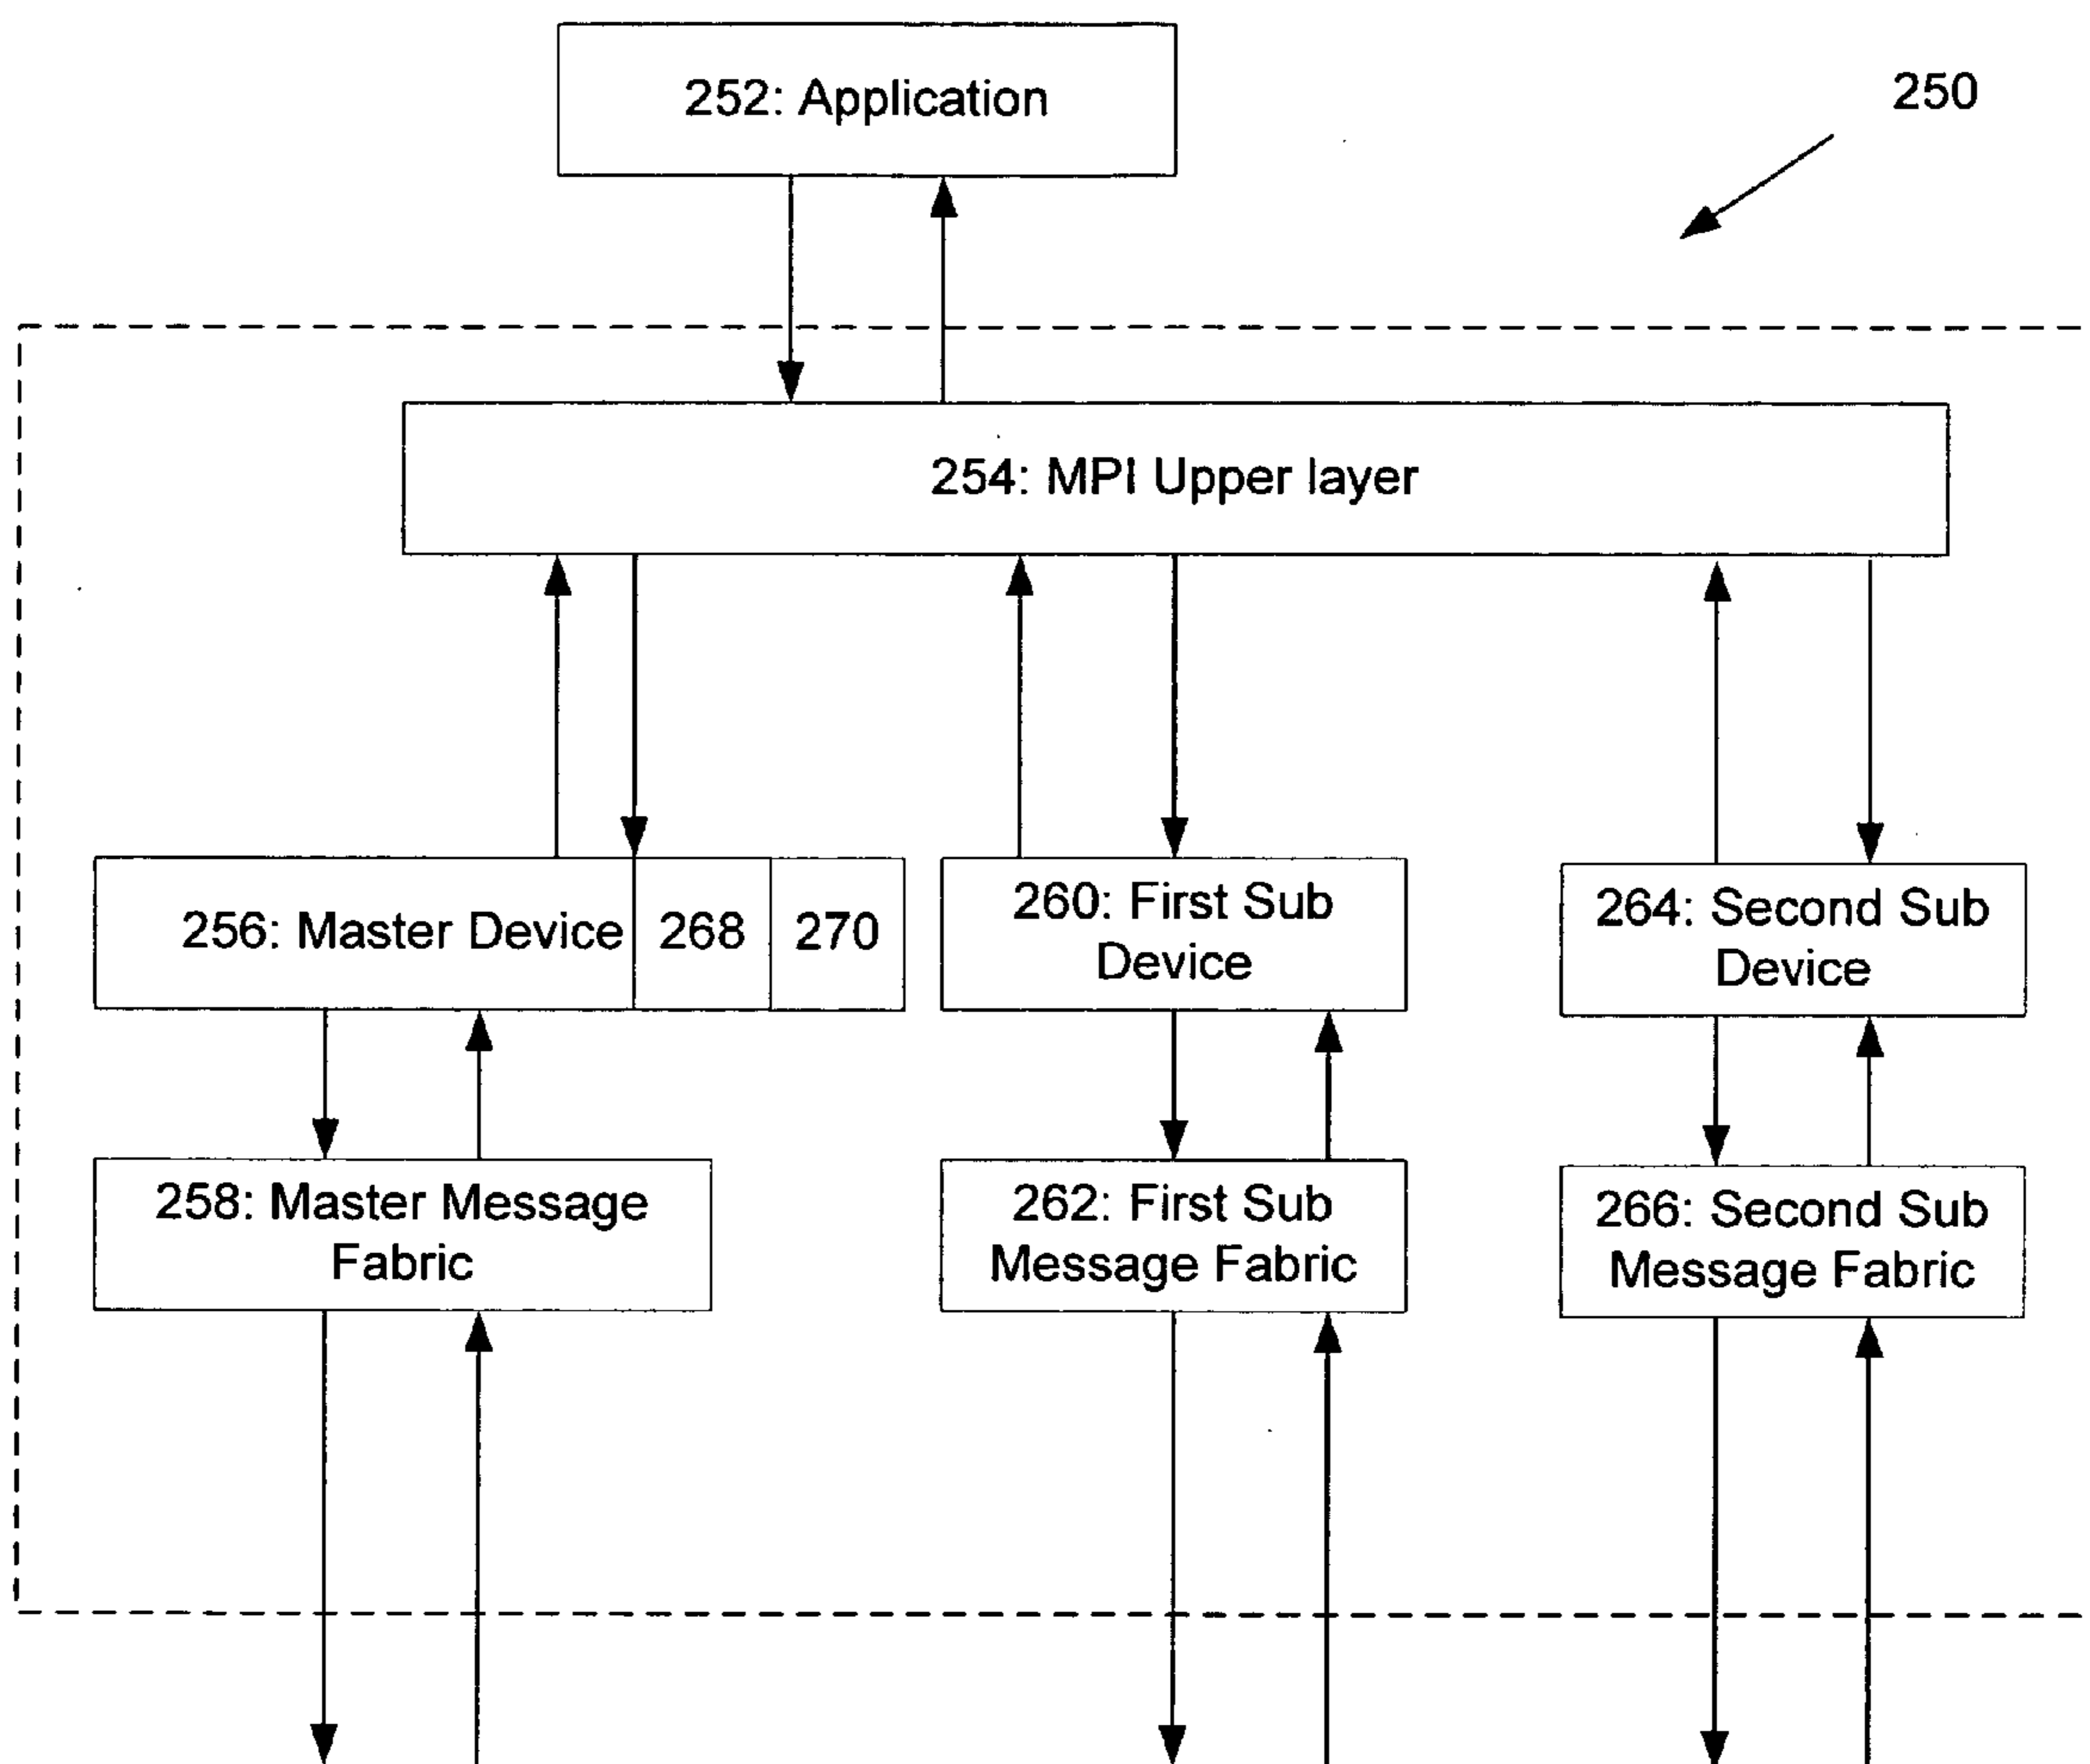 252: Application
250
254: MPI Upper layer
256: Master Device
268
270
260: First Sub
Device
264: Second Sub
Device
258: Master Message
Fabric
262: First Sub
Message Fabric
266: Second Sub
Message Fabric